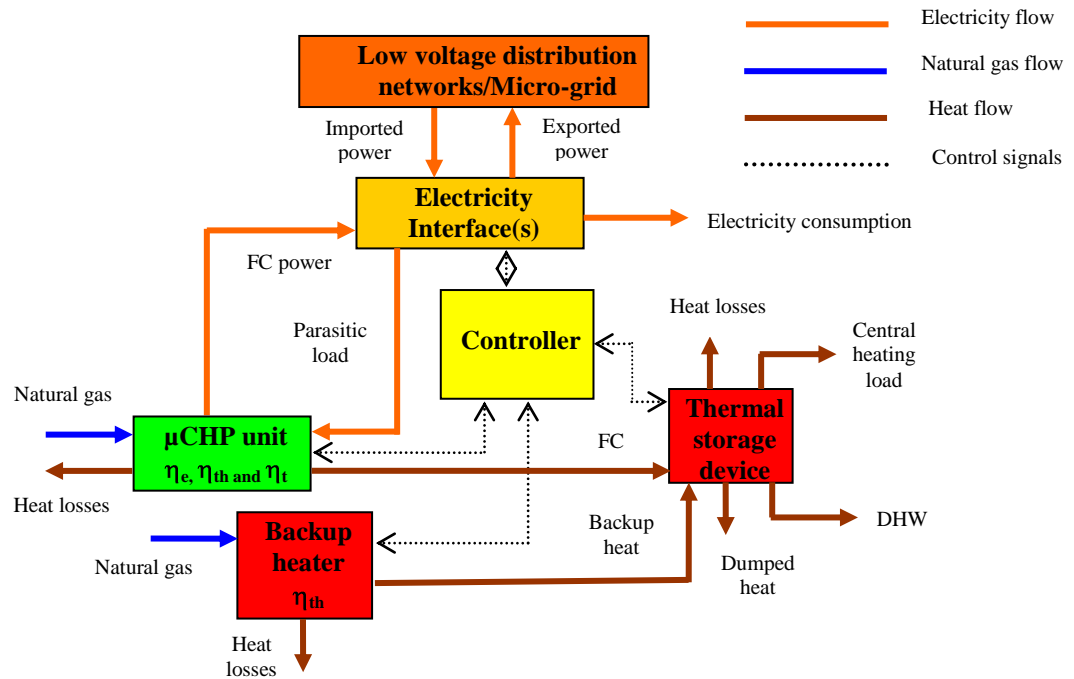 Electricity flow
Natural gas flow
Heat flow
Control signals
Low voltage distribution
networks/Micro-grid
Imported
power
Exported
power
Electricity
Interface(s)
Electricity consumption
FC power
Parasitic
load
Controller
Heat losses
Central
heating
load
Natural gas
µCHP unit
ηe, ηth and ηt
FC
Thermal
storage
device
Heat losses
Backup
heater
ηth
Backup
heat
DHW
Natural gas
Dumped
heat
Heat
losses